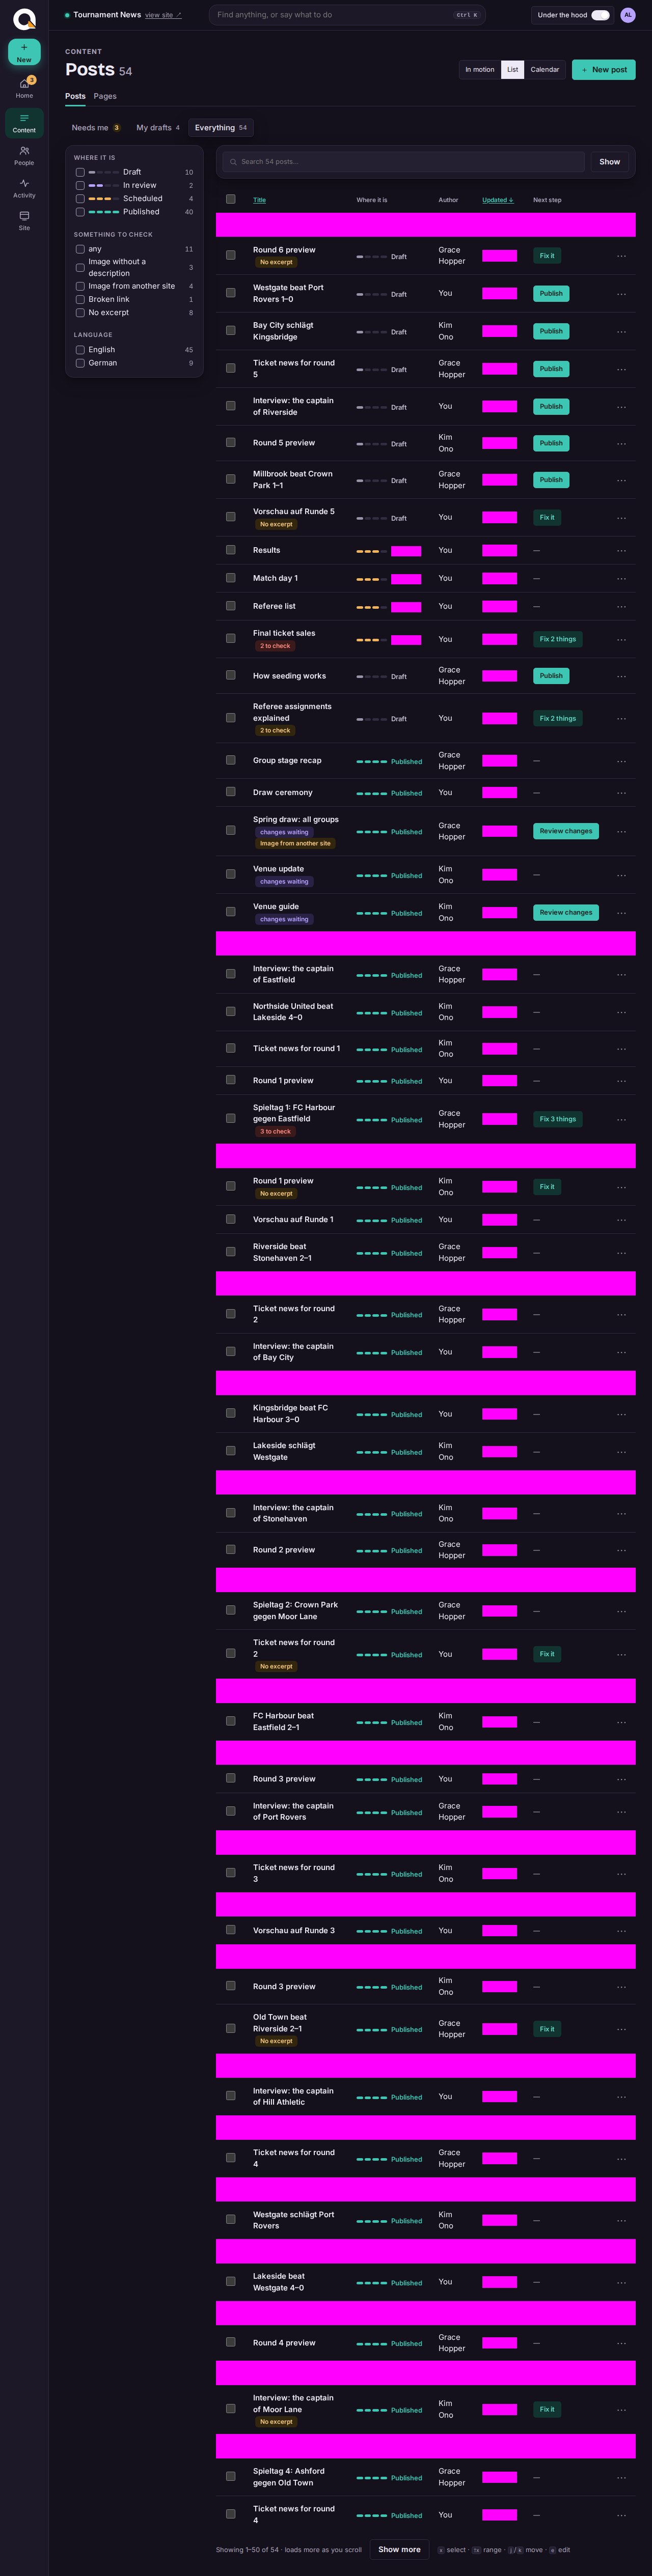 Tournament News view site ↗
Find anything, or say what to do Ctrl K
Under the hood
AL
+
New
3
Home
Content
People
Activity
Site
CONTENT
Posts 54
In motion List Calendar
+ New post
Posts Pages
Needs me 3 My drafts 4 Everything 54
WHERE IT IS
Draft 10
In review 2
Scheduled 4
Published 40
SOMETHING TO CHECK
any 11
Image without a
description 3
Image from another site 4
Broken link 1
No excerpt 8
LANGUAGE
English 45
German 9
Search 54 posts… Show
Title Where it is Author Updated ↓ Next step
Round 6 preview
No excerpt
Draft
Grace
Hopper
Fix it ⋯
Westgate beat Port
Rovers 1–0
Draft
You
Publish ⋯
Bay City schlägt
Kingsbridge
Draft
Kim
Ono
Publish ⋯
Ticket news for round
5
Draft
Grace
Hopper
Publish ⋯
Interview: the captain
of Riverside
Draft
You
Publish ⋯
Round 5 preview
Draft
Kim
Ono
Publish ⋯
Millbrook beat Crown
Park 1–1
Draft
Grace
Hopper
Publish ⋯
Vorschau auf Runde 5
No excerpt
Draft
You
Fix it ⋯
Results You — ⋯
Match day 1 You — ⋯
Referee list You — ⋯
Final ticket sales
2 to check
You
Fix 2 things ⋯
How seeding works
Draft
Grace
Hopper
Publish ⋯
Referee assignments
explained
2 to check
Draft
You
Fix 2 things ⋯
Group stage recap
Published
Grace
Hopper
— ⋯
Draw ceremony Published You — ⋯
Spring draw: all groups
changes waiting
Image from another site
Published
Grace
Hopper
Review changes ⋯
Venue update
changes waiting
Published
Kim
Ono
— ⋯
Venue guide
changes waiting
Published
Kim
Ono
Review changes ⋯
Interview: the captain
of Eastfield
Published
Grace
Hopper
— ⋯
Northside United beat
Lakeside 4–0
Published
Kim
Ono
— ⋯
Ticket news for round 1
Published
Kim
Ono
— ⋯
Round 1 preview Published You — ⋯
Spieltag 1: FC Harbour
gegen Eastfield
3 to check
Published
Grace
Hopper
Fix 3 things ⋯
Round 1 preview
No excerpt
Published
Kim
Ono
Fix it ⋯
Vorschau auf Runde 1 Published You — ⋯
Riverside beat
Stonehaven 2–1
Published
Grace
Hopper
— ⋯
Ticket news for round
2
Published
Grace
Hopper
— ⋯
Interview: the captain
of Bay City
Published
You
— ⋯
Kingsbridge beat FC
Harbour 3–0
Published
You
— ⋯
Lakeside schlägt
Westgate
Published
Kim
Ono
— ⋯
Interview: the captain
of Stonehaven
Published
Kim
Ono
— ⋯
Round 2 preview
Published
Grace
Hopper
— ⋯
Spieltag 2: Crown Park
gegen Moor Lane
Published
Grace
Hopper
— ⋯
Ticket news for round
2
No excerpt
Published
You
Fix it ⋯
FC Harbour beat
Eastfield 2–1
Published
Kim
Ono
— ⋯
Round 3 preview Published You — ⋯
Interview: the captain
of Port Rovers
Published
Grace
Hopper
— ⋯
Ticket news for round
3
Published
Kim
Ono
— ⋯
Vorschau auf Runde 3 Published You — ⋯
Round 3 preview
Published
Kim
Ono
— ⋯
Old Town beat
Riverside 2–1
No excerpt
Published
Grace
Hopper
Fix it ⋯
Interview: the captain
of Hill Athletic
Published
You
— ⋯
Ticket news for round
4
Published
Grace
Hopper
— ⋯
Westgate schlägt Port
Rovers
Published
Kim
Ono
— ⋯
Lakeside beat
Westgate 4–0
Published
You
— ⋯
Round 4 preview
Published
Grace
Hopper
— ⋯
Interview: the captain
of Moor Lane
No excerpt
Published
Kim
Ono
Fix it ⋯
Spieltag 4: Ashford
gegen Old Town
Published
Grace
Hopper
— ⋯
Ticket news for round
4
Published
You
— ⋯
Showing 1–50 of 54 · loads more as you scroll Show more x select · ⇧x range · j / k move · e edit